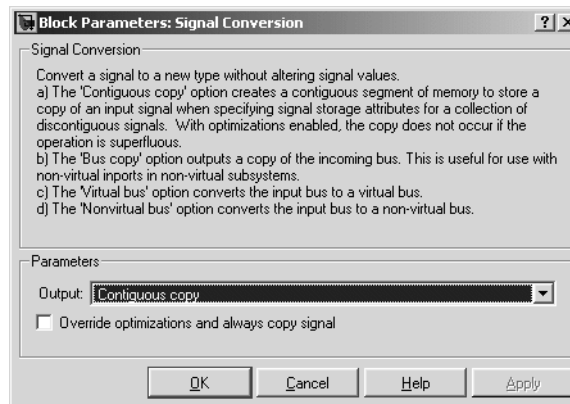 Block Parameters: Signal Conversion
Signal Conversion
Convert a signal to a new type without altering signal values.
a) The 'Contiguous copy' option creates a contiguous segment of memory to store a
copy of an input signal when specifying signal storage attributes for a collection of
discontiguous signals.  With optimizations enabled, the copy does not occur if the
operation is superfluous.
b) The 'Bus copy' option outputs a copy of the incoming bus. This is useful for use with
non-virtual inports in non-virtual subsystems.
c) The 'Virtual bus' option converts the input bus to a virtual bus.
d) The 'Nonvirtual bus' option converts the input bus to a non-virtual bus.
Parameters
Output: Contiguous copy
Override optimizations and always copy signal
OK Cancel Help Apply